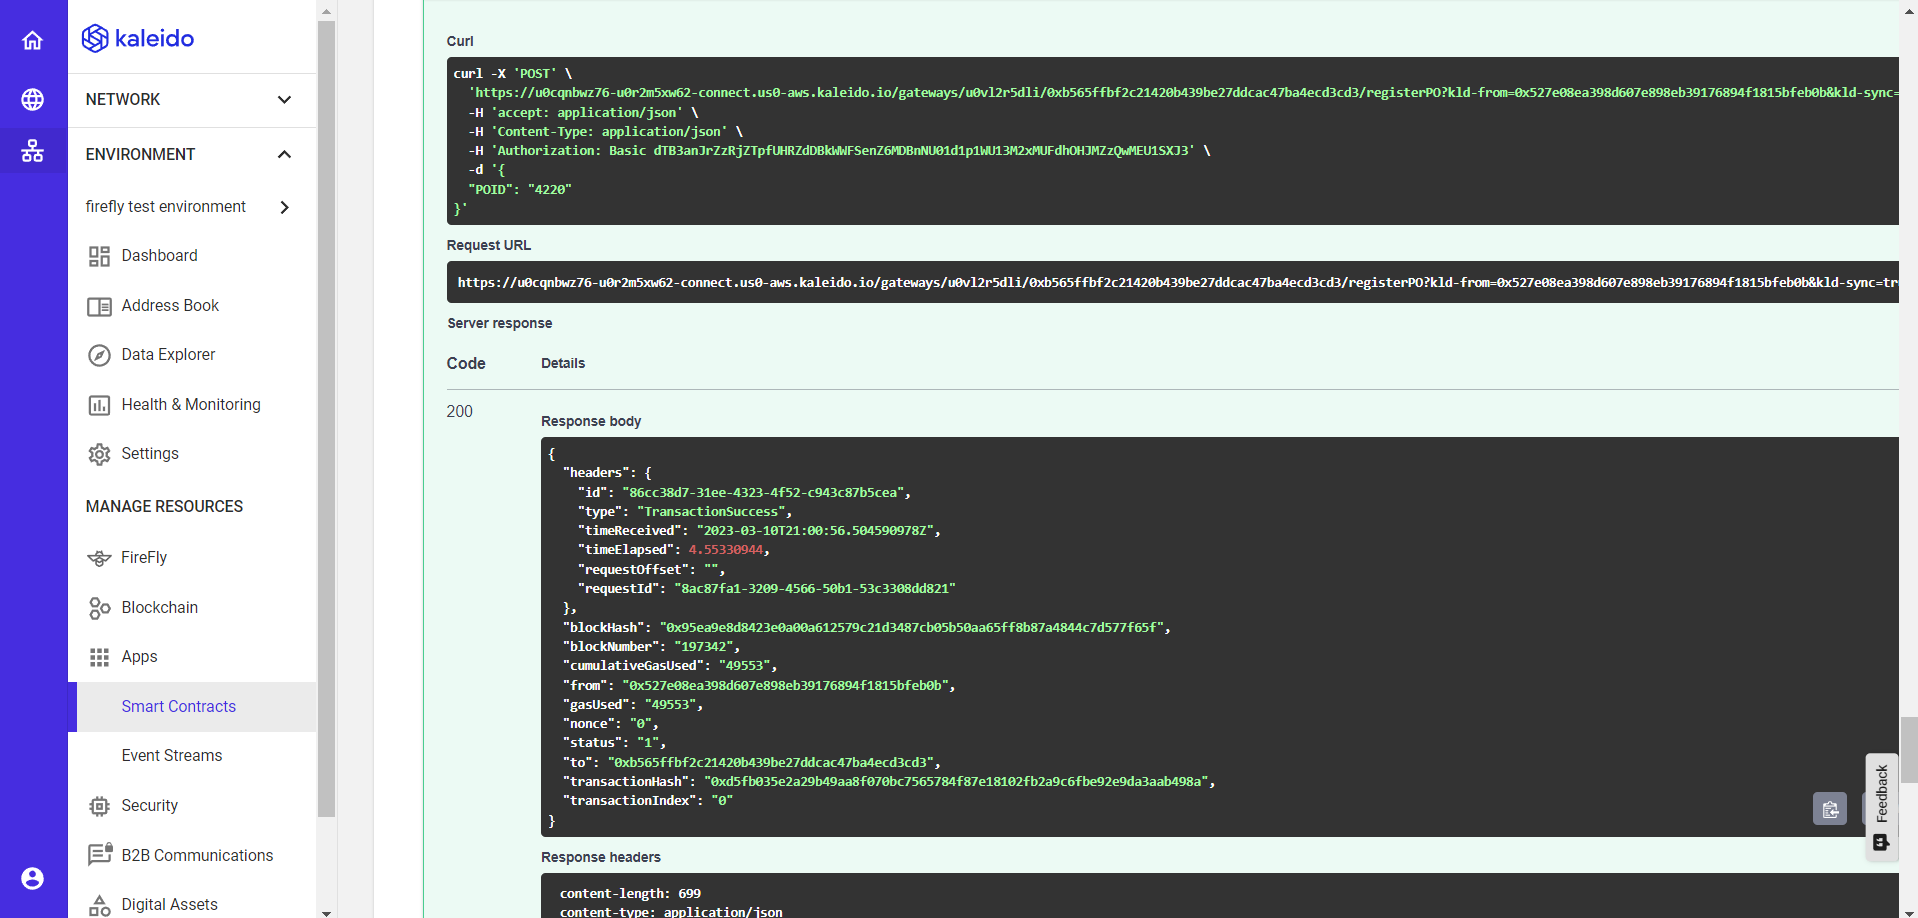 kaleido
NETWORK
ENVIRONMENT
firefly test environment
Dashboard
Address Book
Data Explorer
Health & Monitoring
Settings
MANAGE RESOURCES
FireFly
Blockchain
Apps
Smart Contracts
Event Streams
Security
B2B Communications
Digital Assets
Curl
curl -X 'POST' \
'https://u0cqnbwz76-u0r2m5xw62-connect.us0-aws.kaleido.io/gateways/u0vl2r5dli/0xb565ffbf2c21420b439be27ddcac47ba4ecd3cd3/registerPO?kld-from=0x527e08ea398d607e898eb39176894f1815bfeb0b&kld-sync=
-H 'accept: application/json' \
-H 'Content-Type: application/json' \
-H 'Authorization: Basic dTB3anJrZzRjZTpfUHRZdDBkWWFSenZ6MDBnNU01d1p1WU13M2xMUFdhOHJMZzQwMEU1SXJ3' \
-d '{
"POID": "4220"
}'
Request URL
https://u0cqnbwz76-u0r2m5xw62-connect.us0-aws.kaleido.io/gateways/u0vl2r5dli/0xb565ffbf2c21420b439be27ddcac47ba4ecd3cd3/registerPO?kld-from=0x527e08ea398d607e898eb39176894f1815bfeb0b&kld-sync=tr
Server response
Code Details
200
Response body
{
"headers": {
"id": "86cc38d7-31ee-4323-4f52-c943c87b5cea",
"type": "TransactionSuccess",
"timeReceived": "2023-03-10T21:00:56.504590978Z",
"timeElapsed": 4.55330944,
"requestOffset": "",
"requestId": "8ac87fa1-3209-4566-50b1-53c3308dd821"
},
"blockHash": "0x95ea9e8d8423e0a00a612579c21d3487cb05b50aa65ff8b87a4844c7d577f65f",
"blockNumber": "197342",
"cumulativeGasUsed": "49553",
"from": "0x527e08ea398d607e898eb39176894f1815bfeb0b",
"gasUsed": "49553",
"nonce": "0",
"status": "1",
"to": "0xb565ffbf2c21420b439be27ddcac47ba4ecd3cd3",
"transactionHash": "0xd5fb035e2a29b49aa8f070bc7565784f87e18102fb2a9c6fbe92e9da3aab498a",
"transactionIndex": "0"
}
Response headers
content-length: 699
content-type: application/json
Feedback